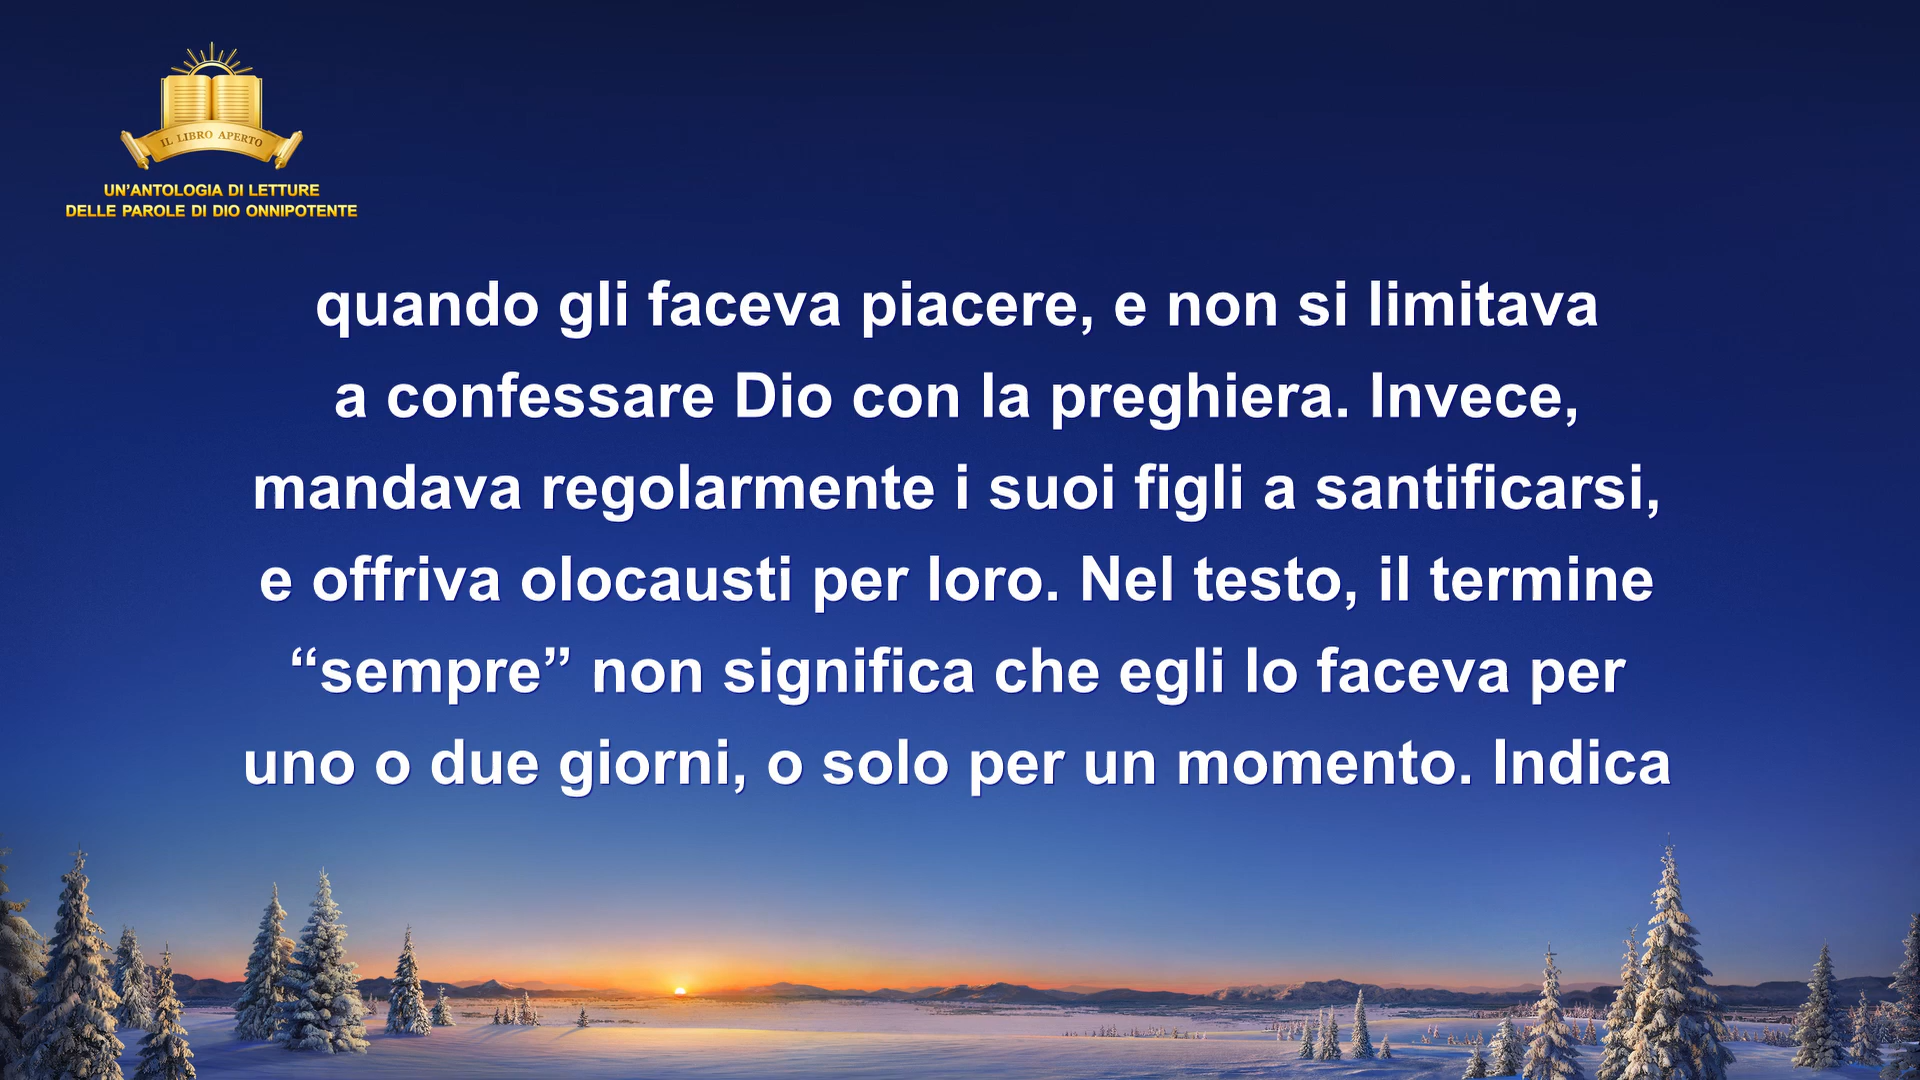 IL LIBRO APERTO
UN’ANTOLOGIA DI LETTURE
DELLE PAROLE DI DIO ONNIPOTENTE
quando gli faceva piacere, e non si limitava
a confessare Dio con la preghiera. Invece,
mandava regolarmente i suoi figli a santificarsi,
e offriva olocausti per loro. Nel testo, il termine
“sempre” non significa che egli lo faceva per
uno o due giorni, o solo per un momento. Indica